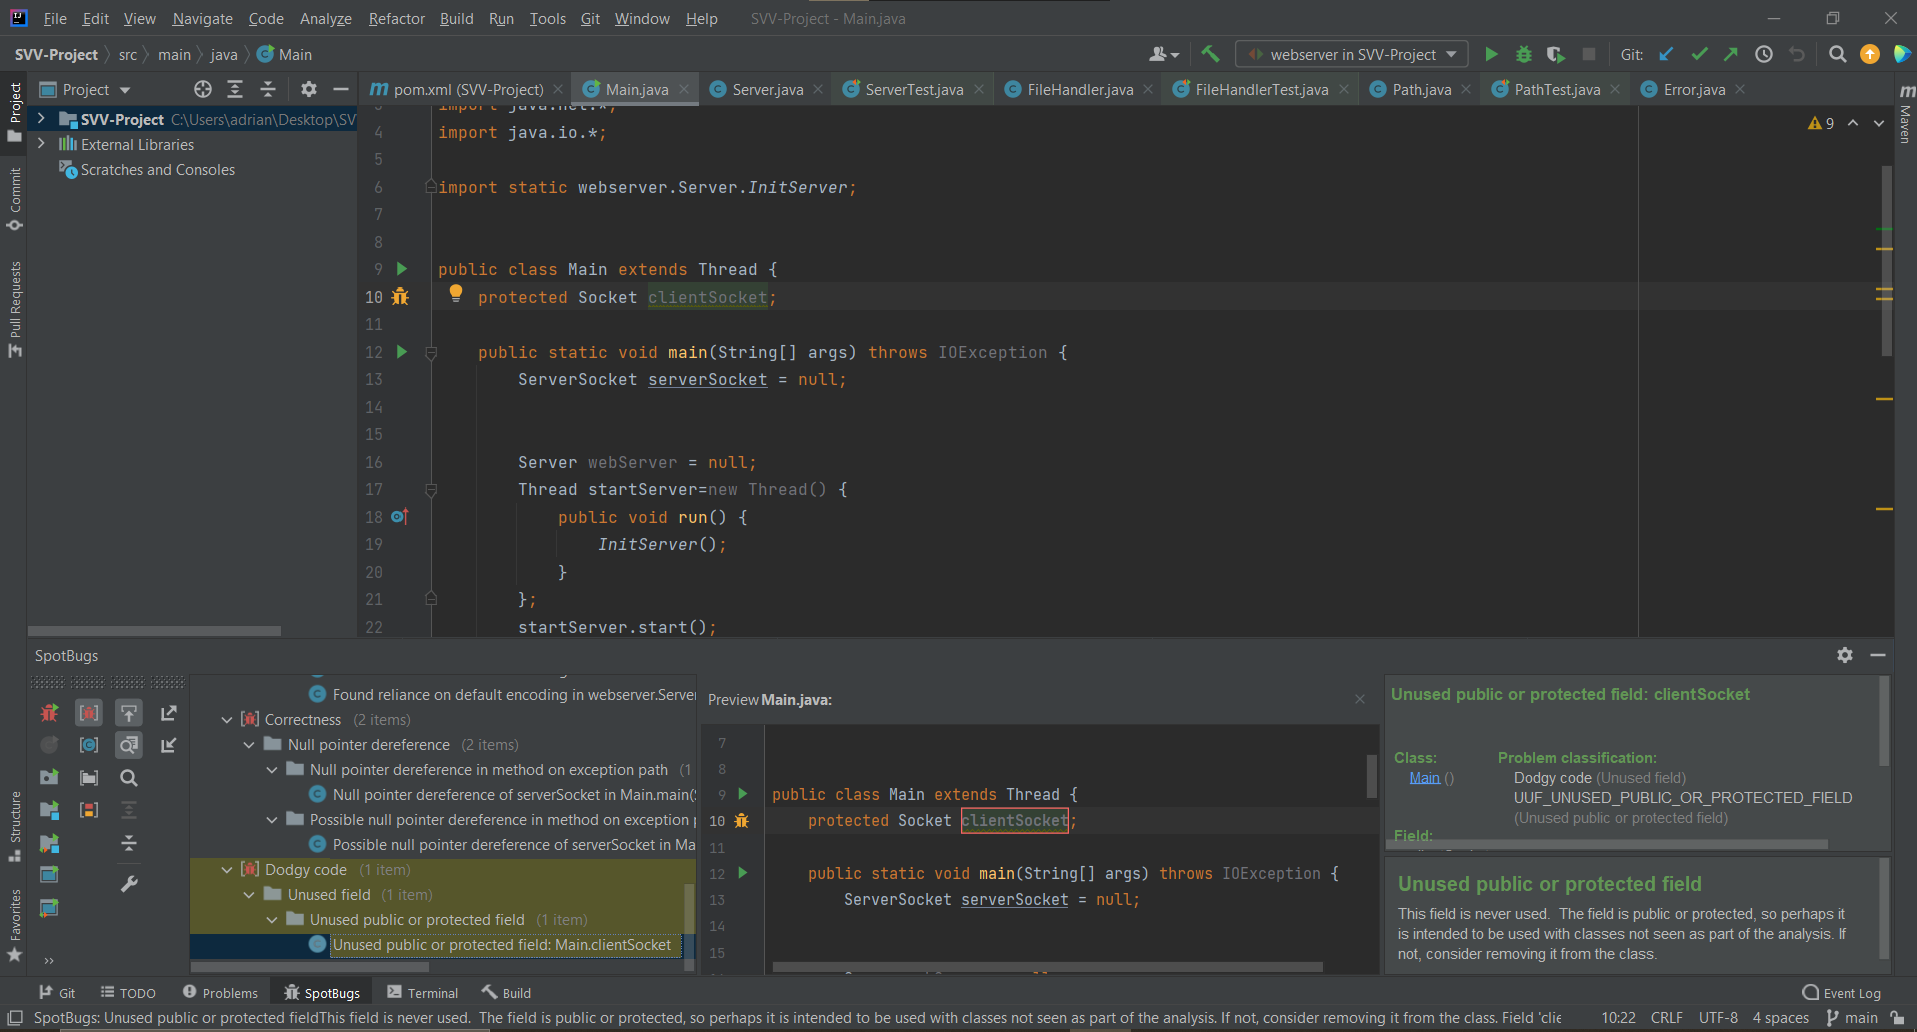 File Edit View Navigate Code Analyze Refactor Build Run Tools Git Window Help SVV-Project - Main.java
SVV-Project src main java Main
webserver in SVV-Project
Git:
Project
pom.xml (SVV-Project) Main.java Server.java ServerTest.java FileHandler.java FileHandlerTest.java Path.java PathTest.java Error.java
SVV-Project C:\Users\adrian\Desktop\SV
External Libraries
Scratches and Consoles
Project
Commit
Pull Requests
Structure
Favorites
Maven
9
import java.net.*;
4 import java.io.*;
5
6 import static webserver.Server.InitServer;
7
8
9 public class Main extends Thread {
10 protected Socket clientSocket;
11
12 public static void main(String[] args) throws IOException {
13 ServerSocket serverSocket = null;
14
15
16 Server webServer = null;
17 Thread startServer=new Thread() {
18 public void run() {
19 InitServer();
20 }
21 };
22 startServer.start();
SpotBugs
Found reliance on default encoding in webserver.Server
Correctness (2 items)
Null pointer dereference (2 items)
Null pointer dereference in method on exception path (1
Null pointer dereference of serverSocket in Main.main(S
Possible null pointer dereference in method on exception p
Possible null pointer dereference of serverSocket in Ma
Dodgy code (1 item)
Unused field (1 item)
Unused public or protected field (1 item)
Unused public or protected field: Main.clientSocket
Preview Main.java:
7
8
9 public class Main extends Thread {
10 protected Socket clientSocket;
11
12 public static void main(String[] args) throws IOException {
13 ServerSocket serverSocket = null;
14
15
Unused public or protected field: clientSocket
Class: Problem classification:
Main () Dodgy code (Unused field)
UUF_UNUSED_PUBLIC_OR_PROTECTED_FIELD
(Unused public or protected field)
Field:
Unused public or protected field
This field is never used. The field is public or protected, so perhaps it
is intended to be used with classes not seen as part of the analysis. If
not, consider removing it from the class.
Git TODO Problems SpotBugs Terminal Build Event Log
SpotBugs: Unused public or protected fieldThis field is never used. The field is public or protected, so perhaps it is intended to be used with classes not seen as part of the analysis. If not, consider removing it from the class. Field 'clie 10:22 CRLF UTF-8 4 spaces main